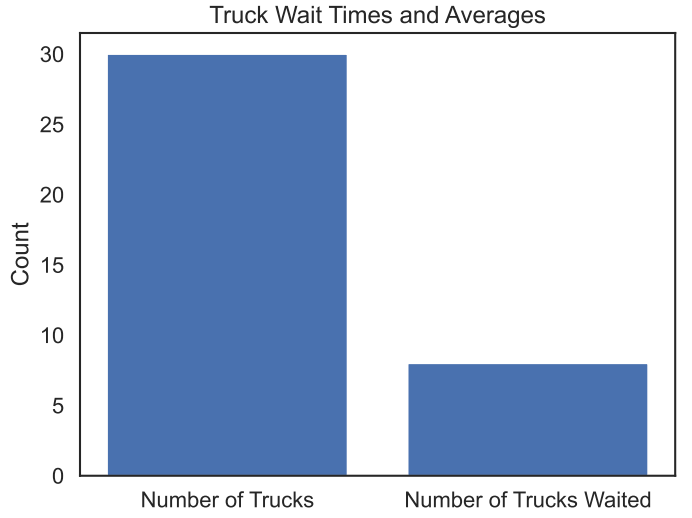 Truck Wait Times and Averages
30
25
20
15
10
5
0
Count
Number of Trucks
Number of Trucks Waited